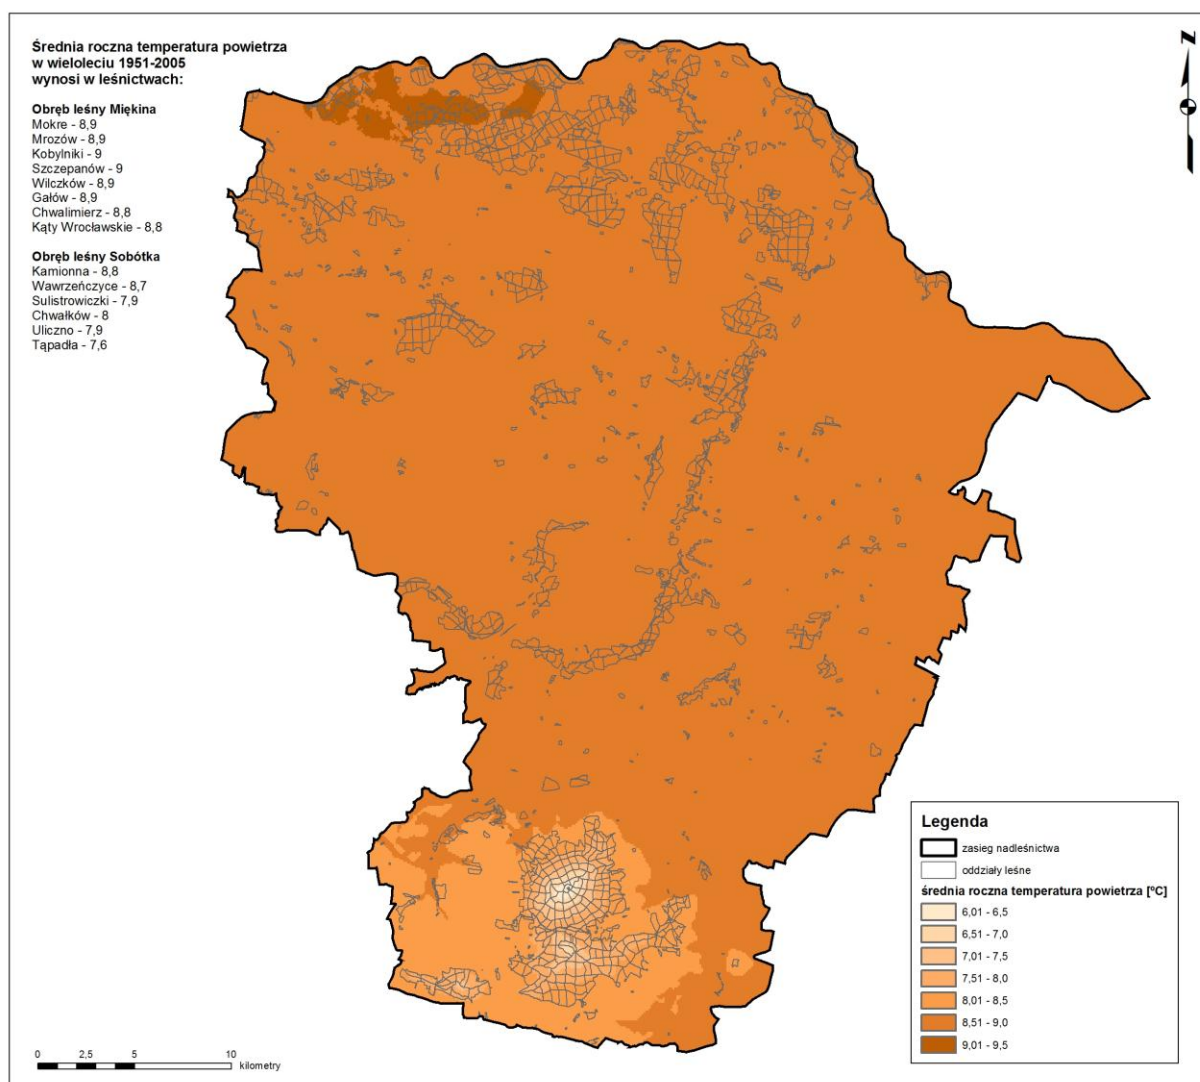 Średnia roczna temperatura powietrza
w wieloleciu 1951-2005
wynosi w leśnictwach:
Obręb leśny Miękina
Mokre - 8,9
Mrozów - 8,9
Kobylniki - 9
Szczepanów - 9
Wilczków - 8,9
Gałów - 8,9
Chwalimierz - 8,8
Kąty Wrocławskie - 8,8
Obręb leśny Sobótka
Kamionna - 8,8
Wawrzeńczyce - 8,7
Sulistrowiczki - 7,9
Chwałków - 8
Uliczno - 7,9
Tąpadła - 7,6
N
Legenda
zasięg nadleśnictwa
oddziały leśne
średnia roczna temperatura powietrza [°C]
6,01 - 6,5
6,51 - 7,0
7,01 - 7,5
7,51 - 8,0
8,01 - 8,5
8,51 - 9,0
9,01 - 9,5
0 2,5 5 10
kilometry